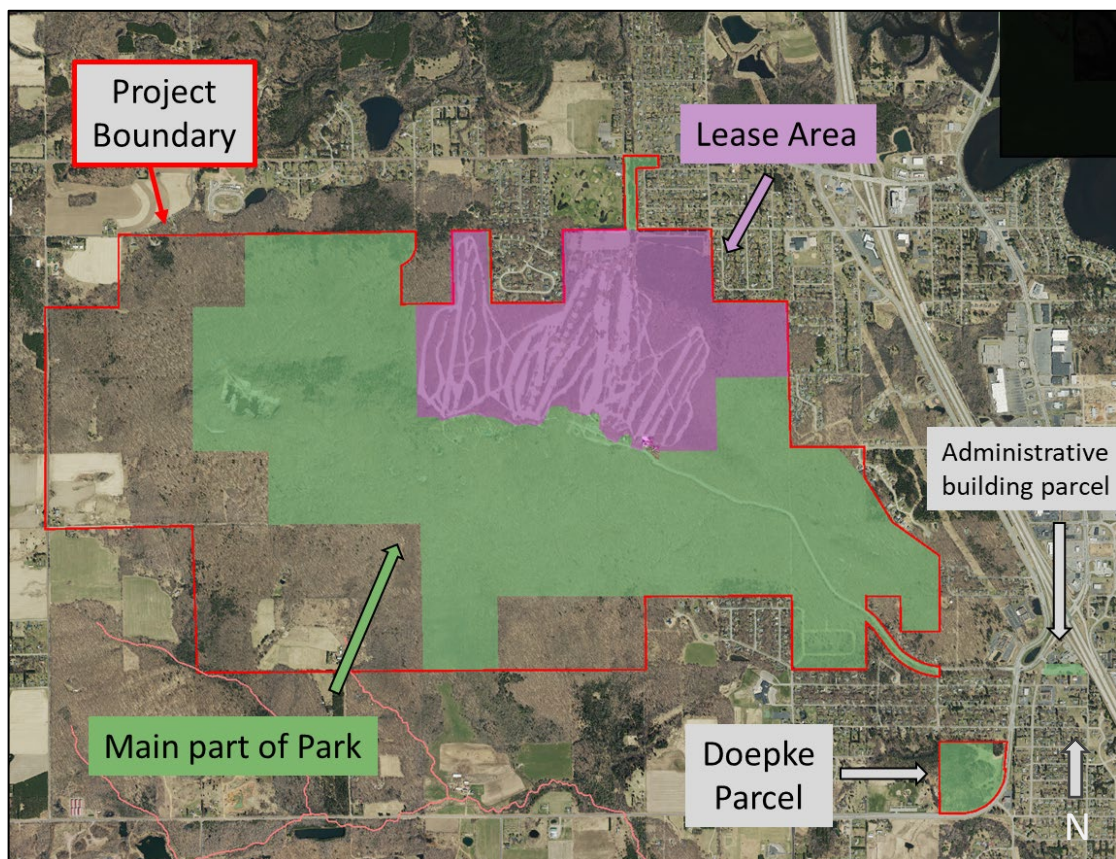 Project
Boundary
Lease Area
Administrative
building parcel
Main part of Park
Doepke
Parcel
N